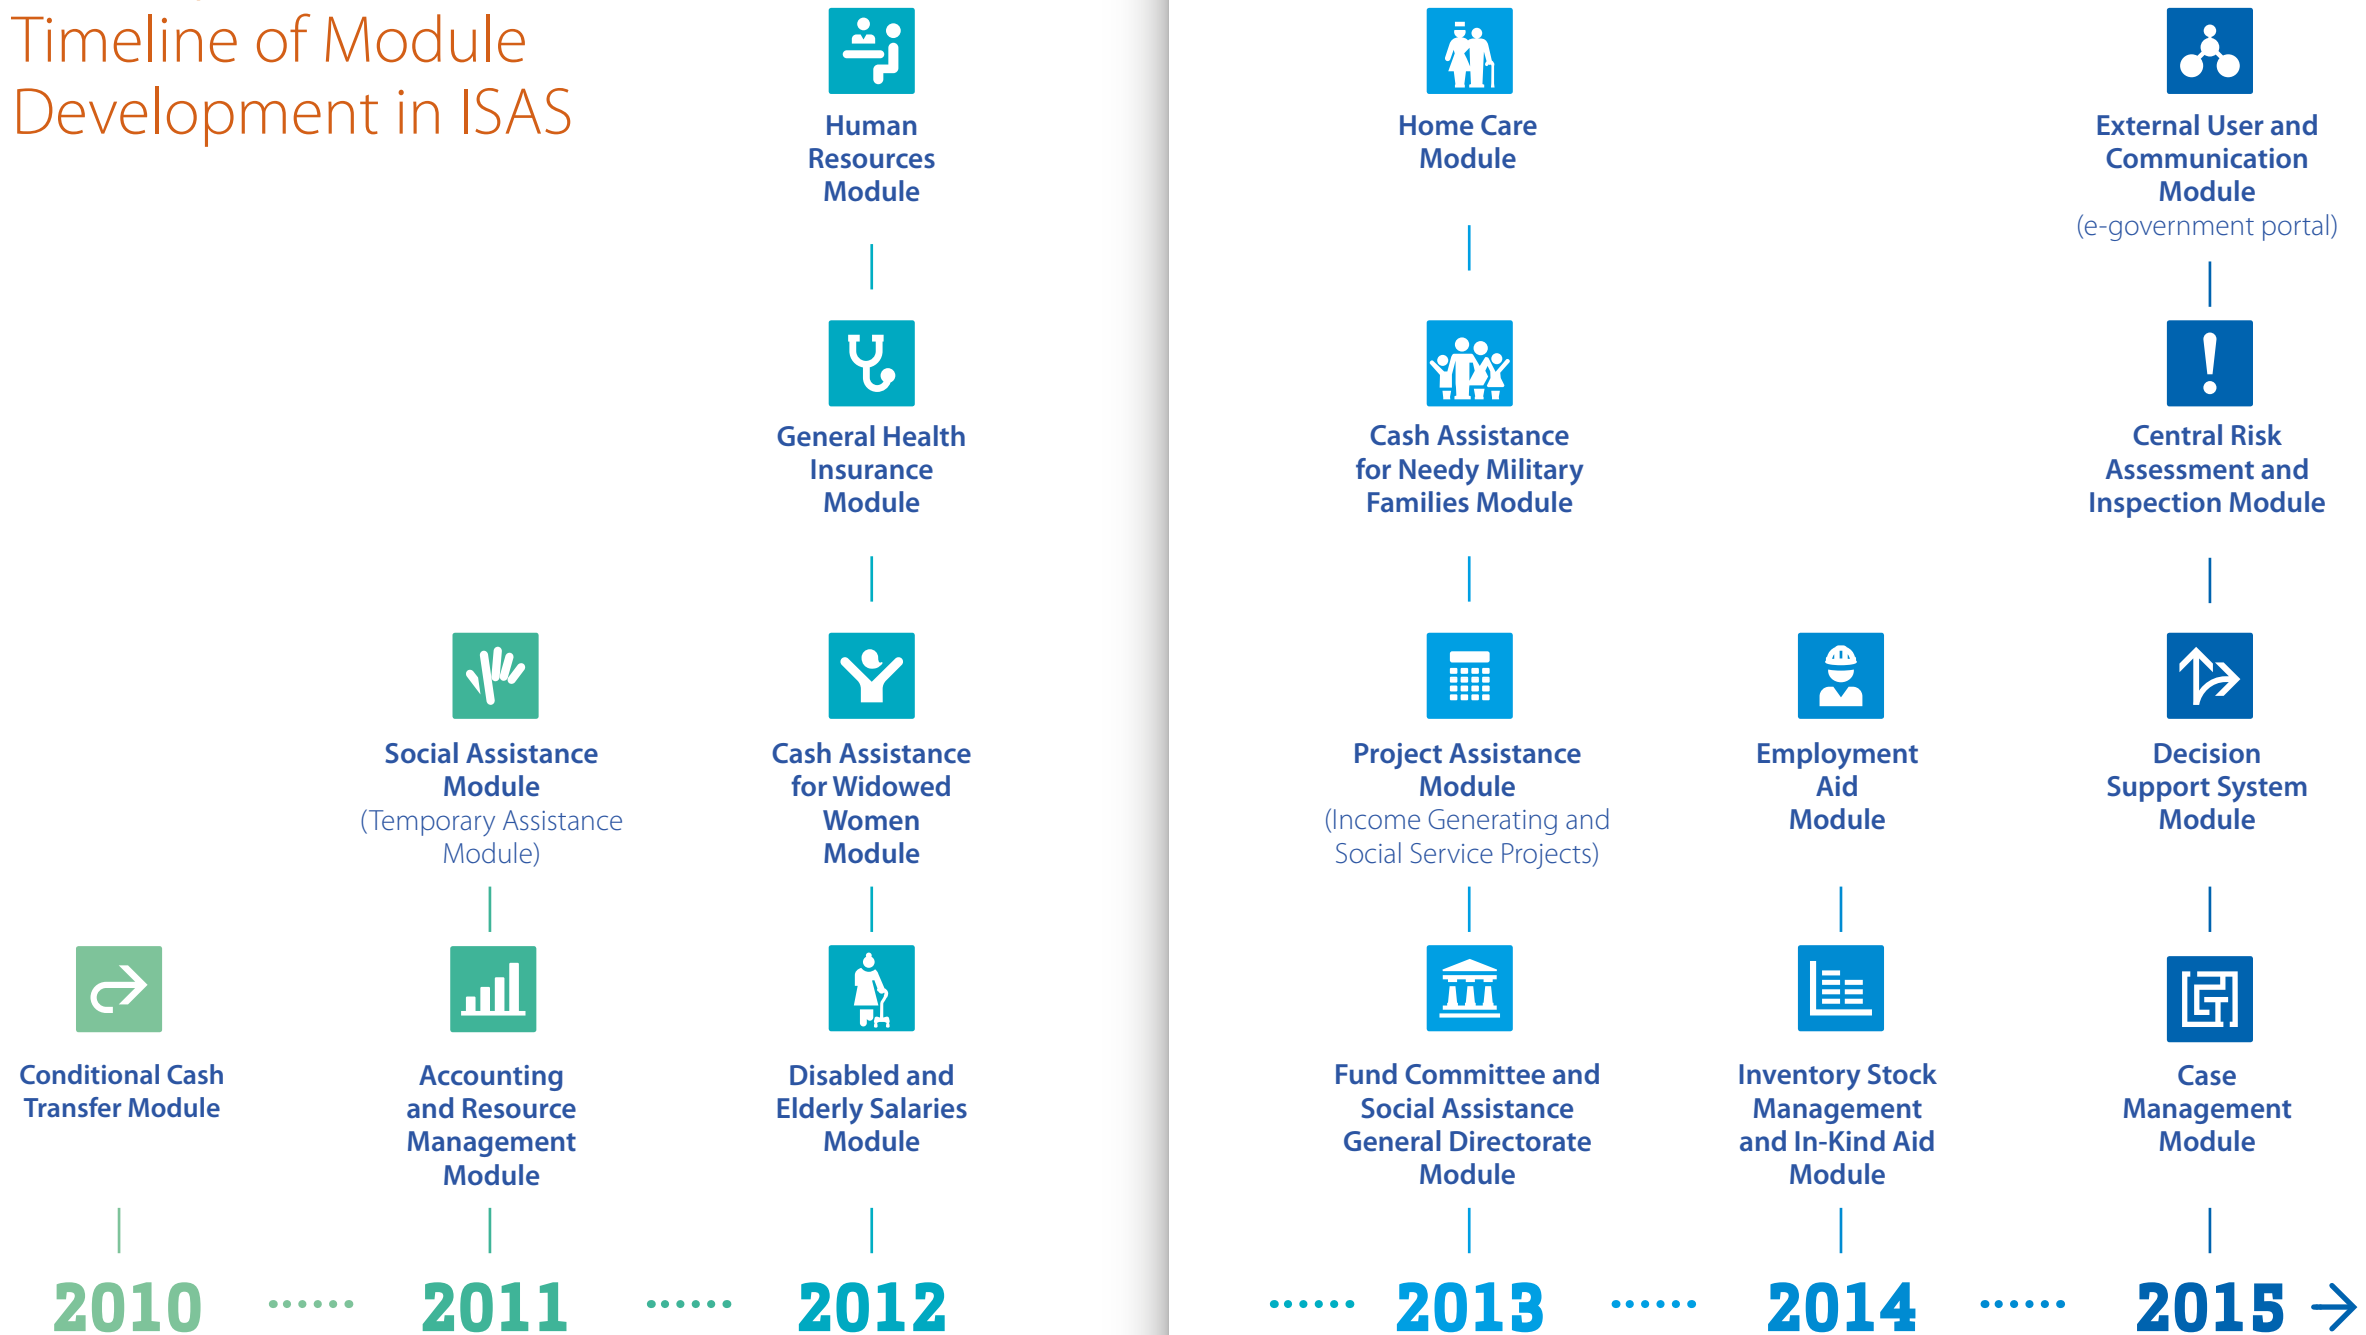 Timeline of Module
Development in ISAS
Conditional Cash
Transfer Module
2010
Social Assistance
Module
(Temporary Assistance
Module)
Accounting
and Resource
Management
Module
2011
Human
Resources
Module
General Health
Insurance
Module
Cash Assistance
for Widowed
Women
Module
Disabled and
Elderly Salaries
Module
2012
Home Care
Module
Cash Assistance
for Needy Military
Families Module
Project Assistance
Module
(Income Generating and
Social Service Projects)
Fund Committee and
Social Assistance
General Directorate
Module
2013
Employment
Aid
Module
Inventory Stock
Management
and In-Kind Aid
Module
2014
External User and
Communication
Module
(e-government portal)
Central Risk
Assessment and
Inspection Module
Decision
Support System
Module
Case
Management
Module
2015